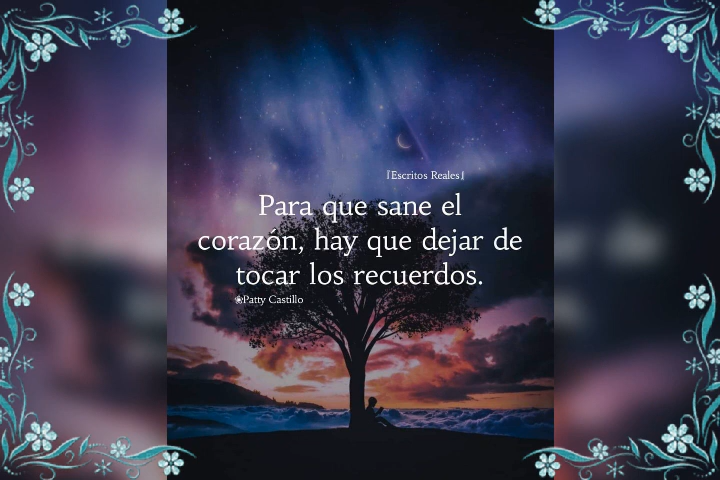 『Escritos Reales』
Para que sane el
corazón, hay que dejar de
tocar los recuerdos.
❀Patty Castillo